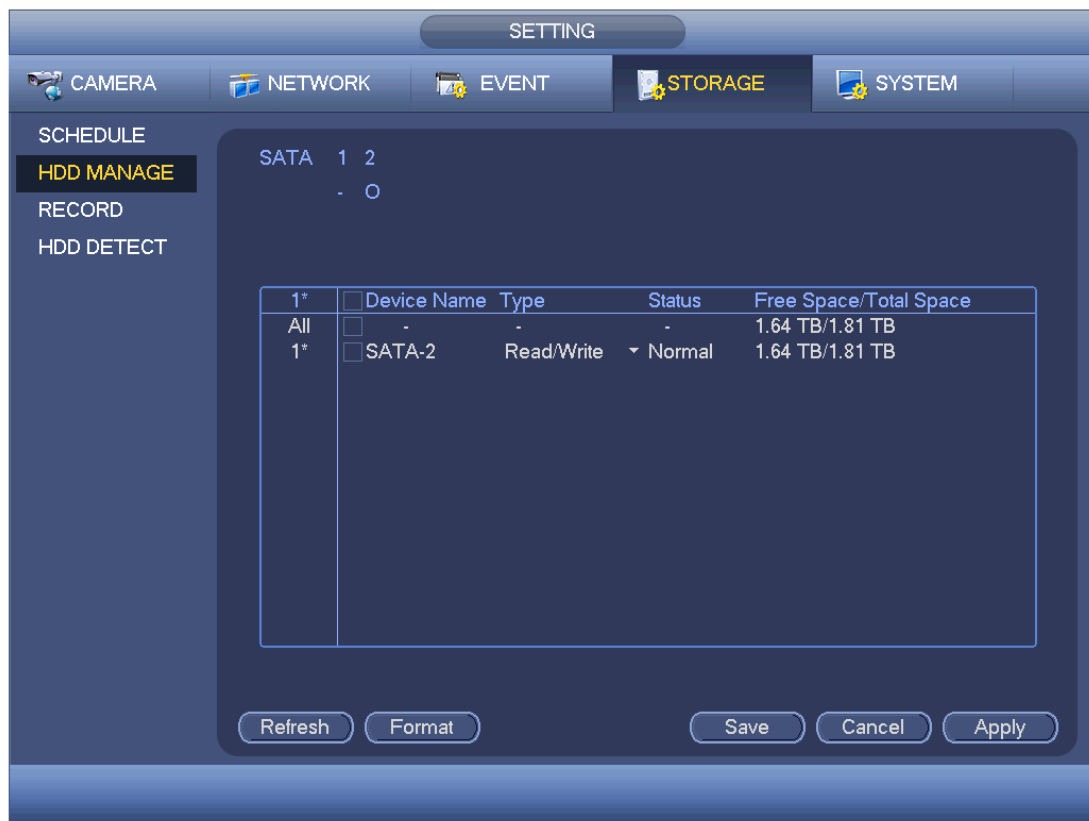 SETTING
CAMERA NETWORK EVENT STORAGE SYSTEM
SCHEDULE
HDD MANAGE
RECORD
HDD DETECT
SATA 1 2
- O
1* Device Name Type Status Free Space/Total Space
All - - - 1.64 TB/1.81 TB
1* SATA-2 Read/Write Normal 1.64 TB/1.81 TB
Refresh Format Save Cancel Apply